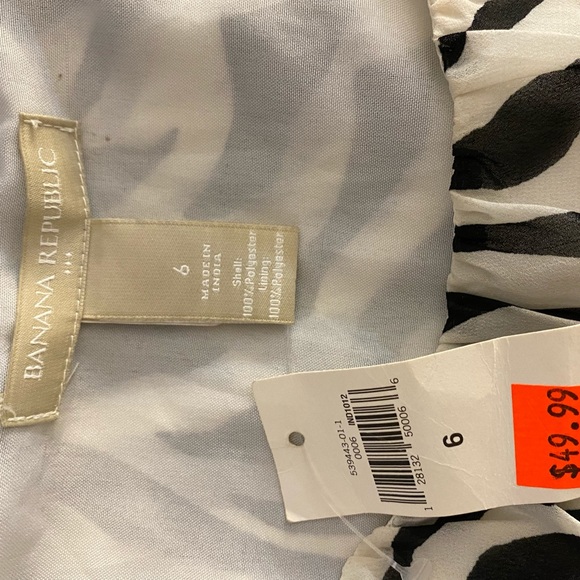 BANANA REPUBLIC
6
MADE IN
INDIA
Shell:
100%Polyester
Lining:
100%Polyester
539443-01-1
0006 IND1012
1 28132 50006 6
6
$49.99